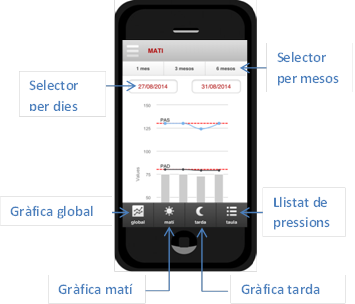 MATI
1 mes
3 mesos
6 mesos
Selector
per mesos
Selector
per dies
27/08/2014
31/08/2014
150
PAS
125
100
Values
PAD
75
50
global
matí
tarda
taula
Gràfica global
Llistat de
pressions
Gràfica matí
Gràfica tarda